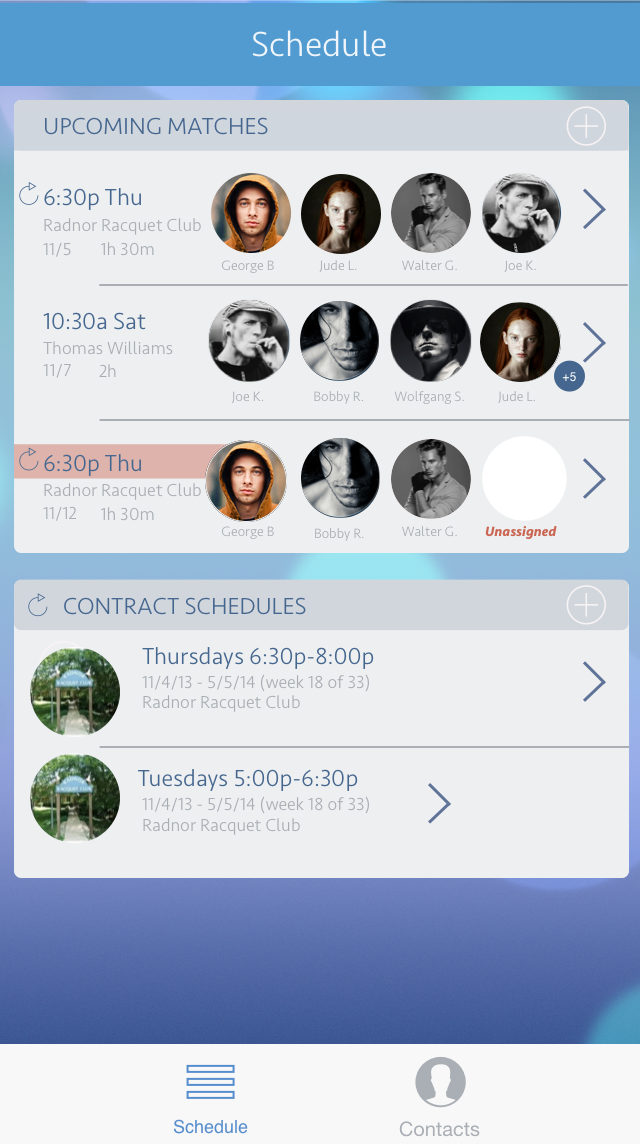 Schedule
UPCOMING MATCHES
6:30p Thu
Radnor Racquet Club
11/5 1h 30m
George B Jude L. Walter G. Joe K.
10:30a Sat
Thomas Williams
11/7 2h
+5
Joe K. Bobby R. Wolfgang S. Jude L.
6:30p Thu
Radnor Racquet Club
11/12 1h 30m
George B Bobby R. Walter G. Unassigned
CONTRACT SCHEDULES
Thursdays 6:30p-8:00p
11/4/13 - 5/5/14 (week 18 of 33)
Radnor Racquet Club
Tuesdays 5:00p-6:30p
11/4/13 - 5/5/14 (week 18 of 33)
Radnor Racquet Club
Schedule Contacts